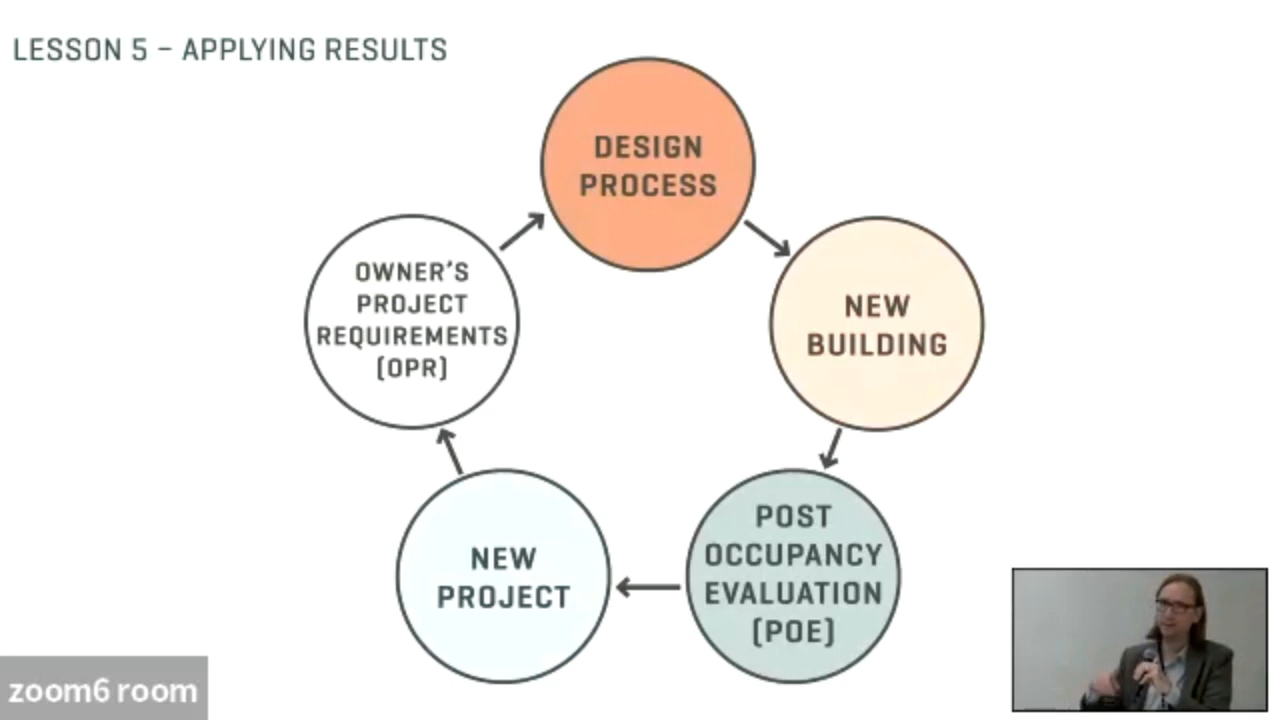 LESSON 5 – APPLYING RESULTS
DESIGN
PROCESS
NEW
BUILDING
POST
OCCUPANCY
EVALUATION
(POE)
NEW
PROJECT
OWNER'S
PROJECT
REQUIREMENTS
(OPR)
zoom6 room